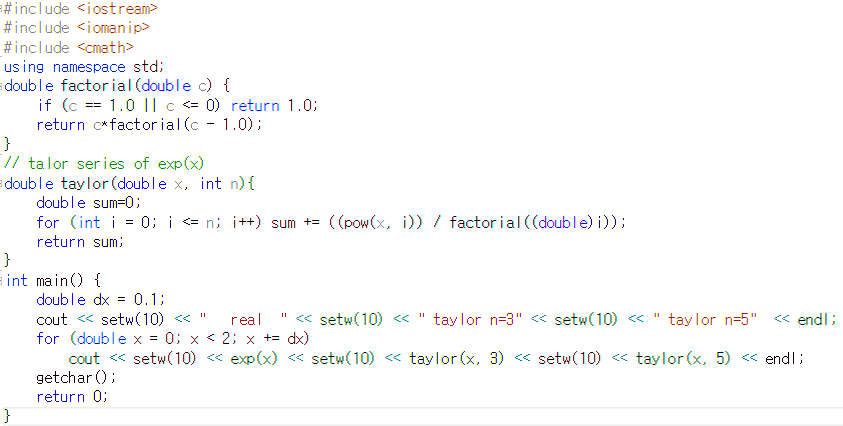 #include <iostream>
#include <iomanip>
#include <cmath>
using namespace std;
double factorial(double c) {
    if (c == 1.0 || c <= 0) return 1.0;
    return c*factorial(c - 1.0);
}
// talor series of exp(x)
double taylor(double x, int n){
    double sum=0;
    for (int i = 0; i <= n; i++) sum += ((pow(x, i)) / factorial((double)i));
    return sum;
}
int main() {
    double dx = 0.1;
    cout << setw(10) << "   real  " << setw(10) << " taylor n=3" << setw(10) << " taylor n=5"  << endl;
    for (double x = 0; x < 2; x += dx)
        cout << setw(10) << exp(x) << setw(10) << taylor(x, 3) << setw(10) << taylor(x, 5) << endl;
    getchar();
    return 0;
}